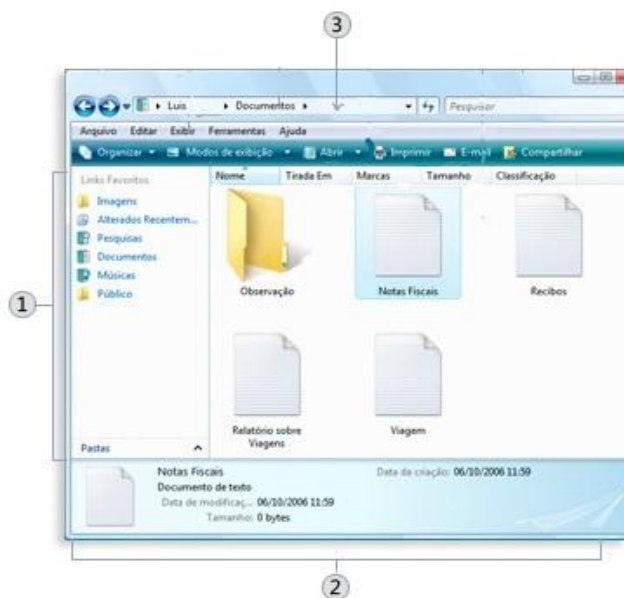 3
Luis Documentos Pesquisar
Arquivo Editar Exibir Ferramentas Ajuda
Organizar Modos de exibição Abrir Imprimir E-mail Compartilhar
Links Favoritos
Imagens
Alterados Recentem...
Pesquisas
Documentos
Músicas
Público
Pastas
Nome Tirada Em Marcas Tamanho Classificação
Observação Notas Fiscais Recibos
Relatório sobre
Viagens
Viagem
1
Notas Fiscais
Documento de texto
Data de modificaç... 06/10/2006 11:59
Tamanho: 0 bytes
Data de criação: 06/10/2006 11:59
2